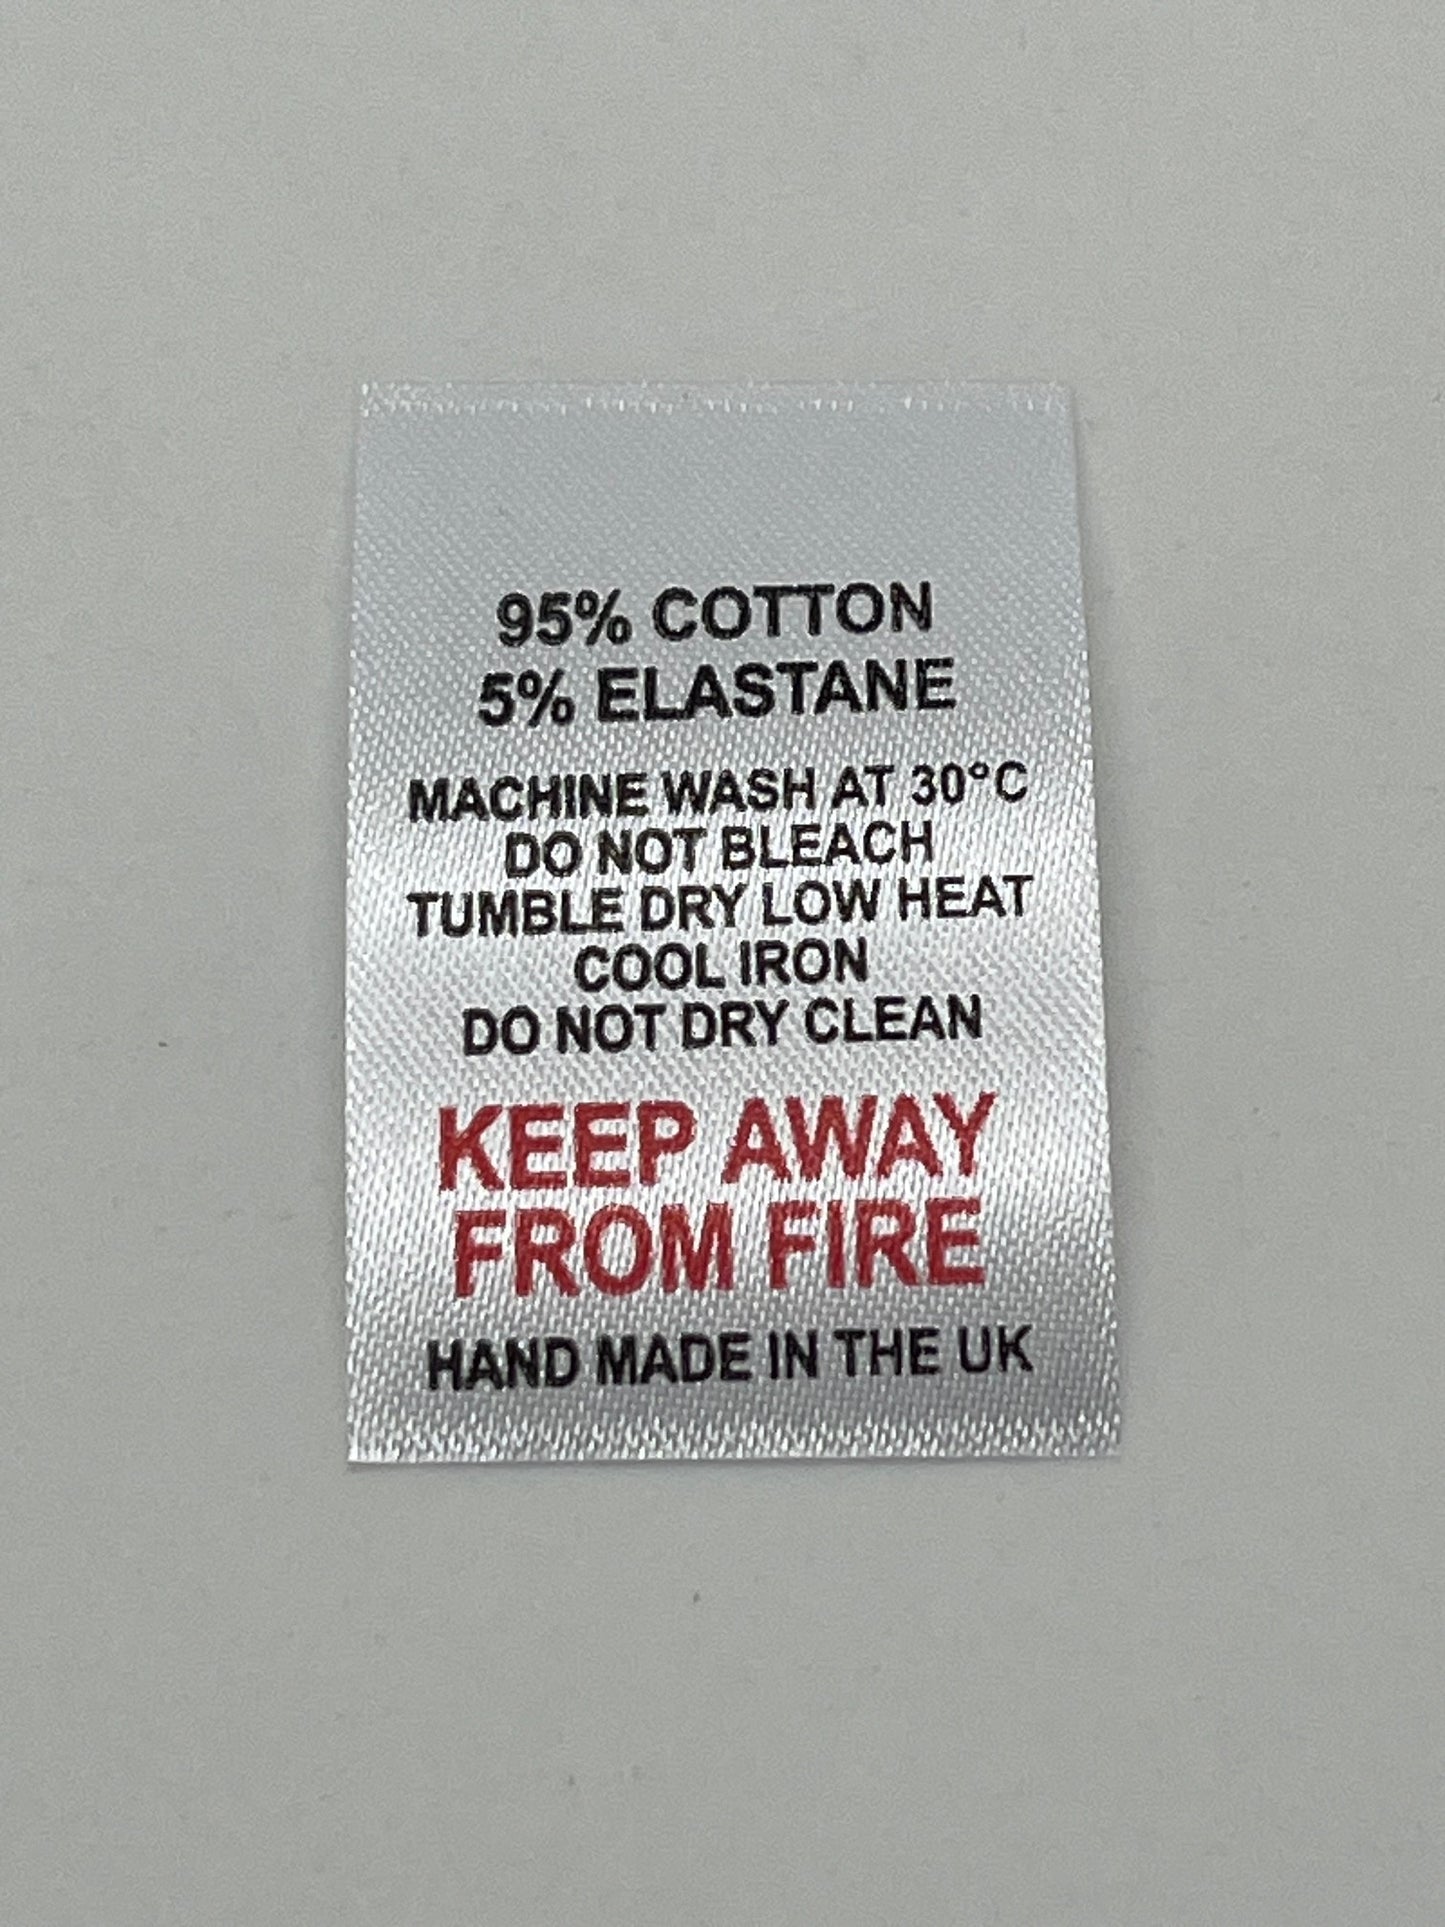 95% COTTON
5% ELASTANE
MACHINE WASH AT 30°C
DO NOT BLEACH
TUMBLE DRY LOW HEAT
COOL IRON
DO NOT DRY CLEAN
KEEP AWAY
FROM FIRE
HAND MADE IN THE UK